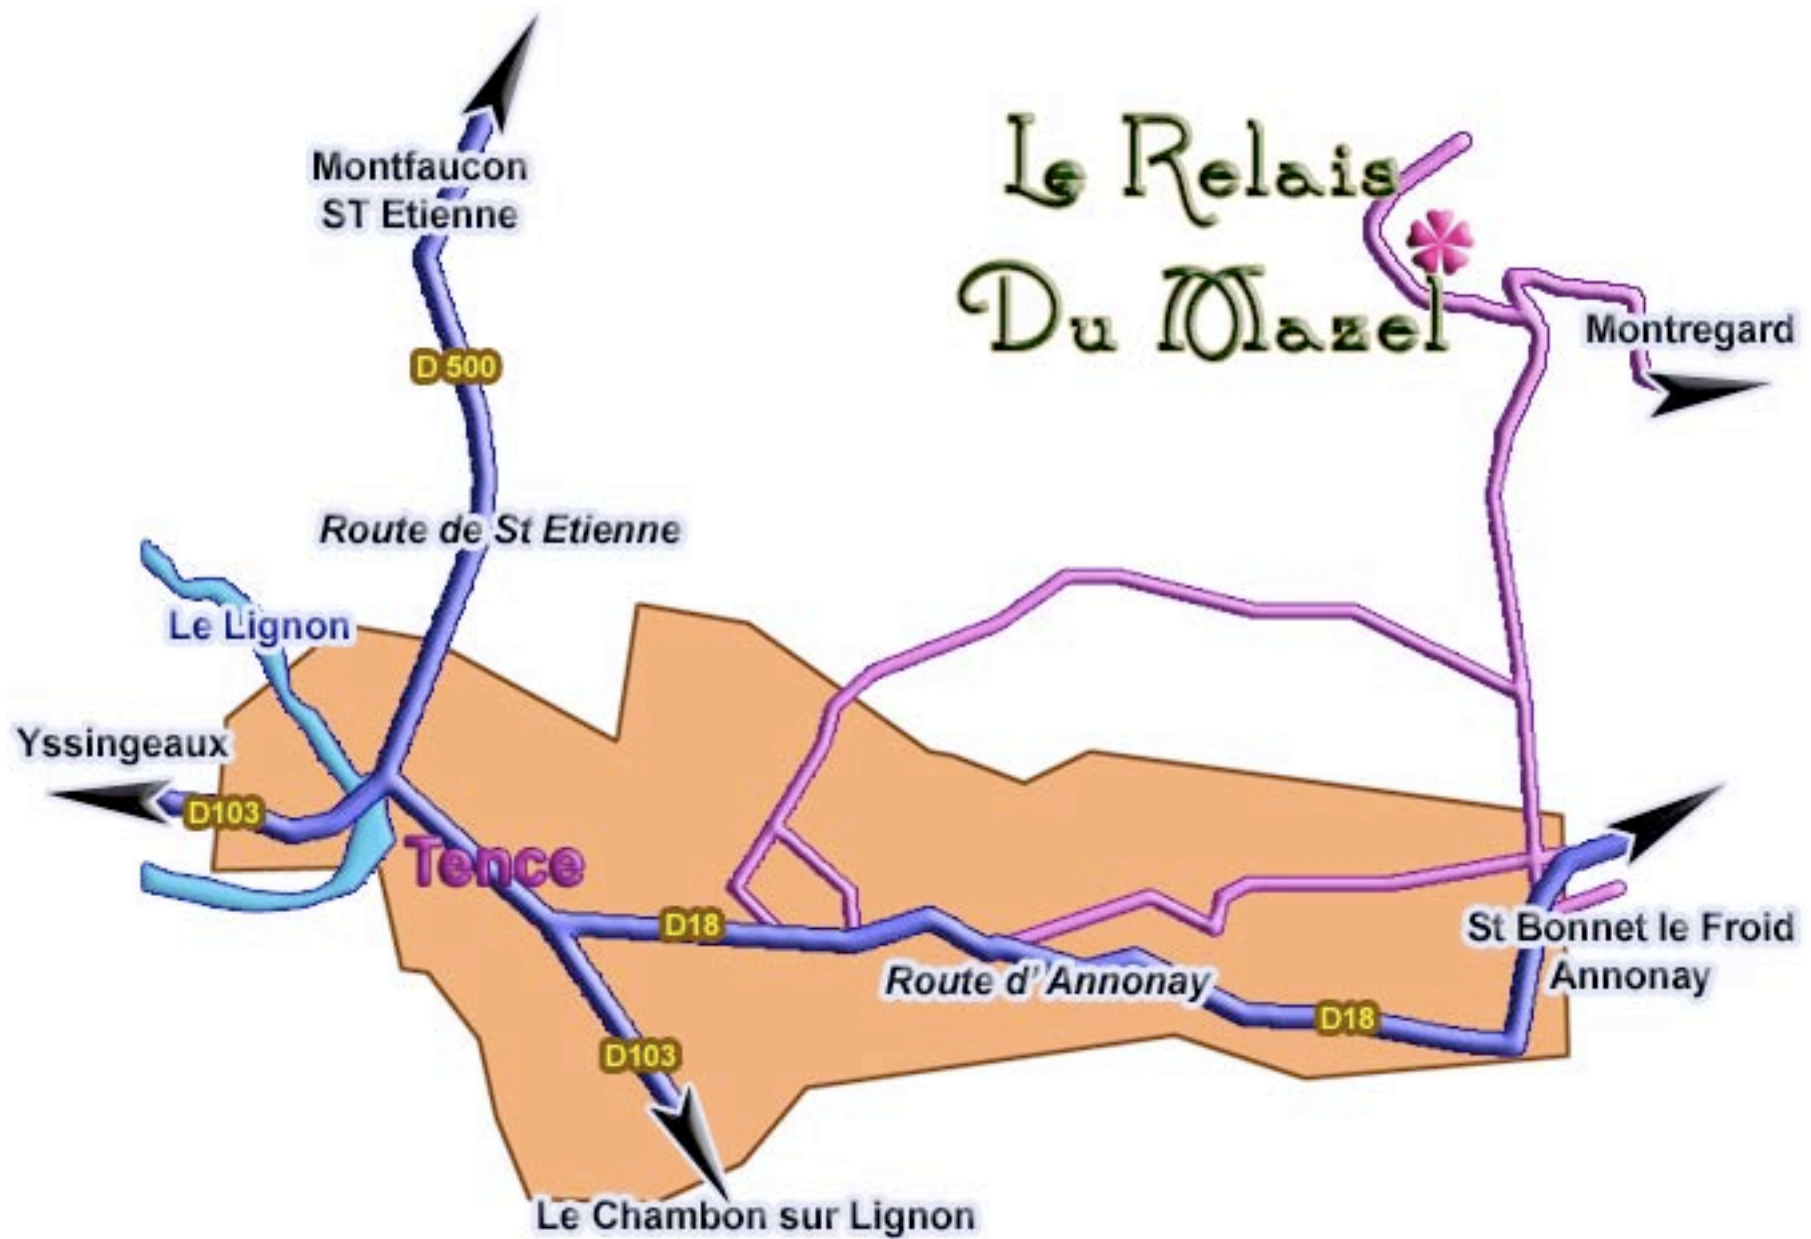 Montfaucon
ST Etienne
Le Relais
Du Mazel
Montregard
D 500
Route de St Etienne
Le Lignon
Yssingeaux
D103
Tence
D18
St Bonnet le Froid
Annonay
Route d' Annonay
D18
D103
Le Chambon sur Lignon